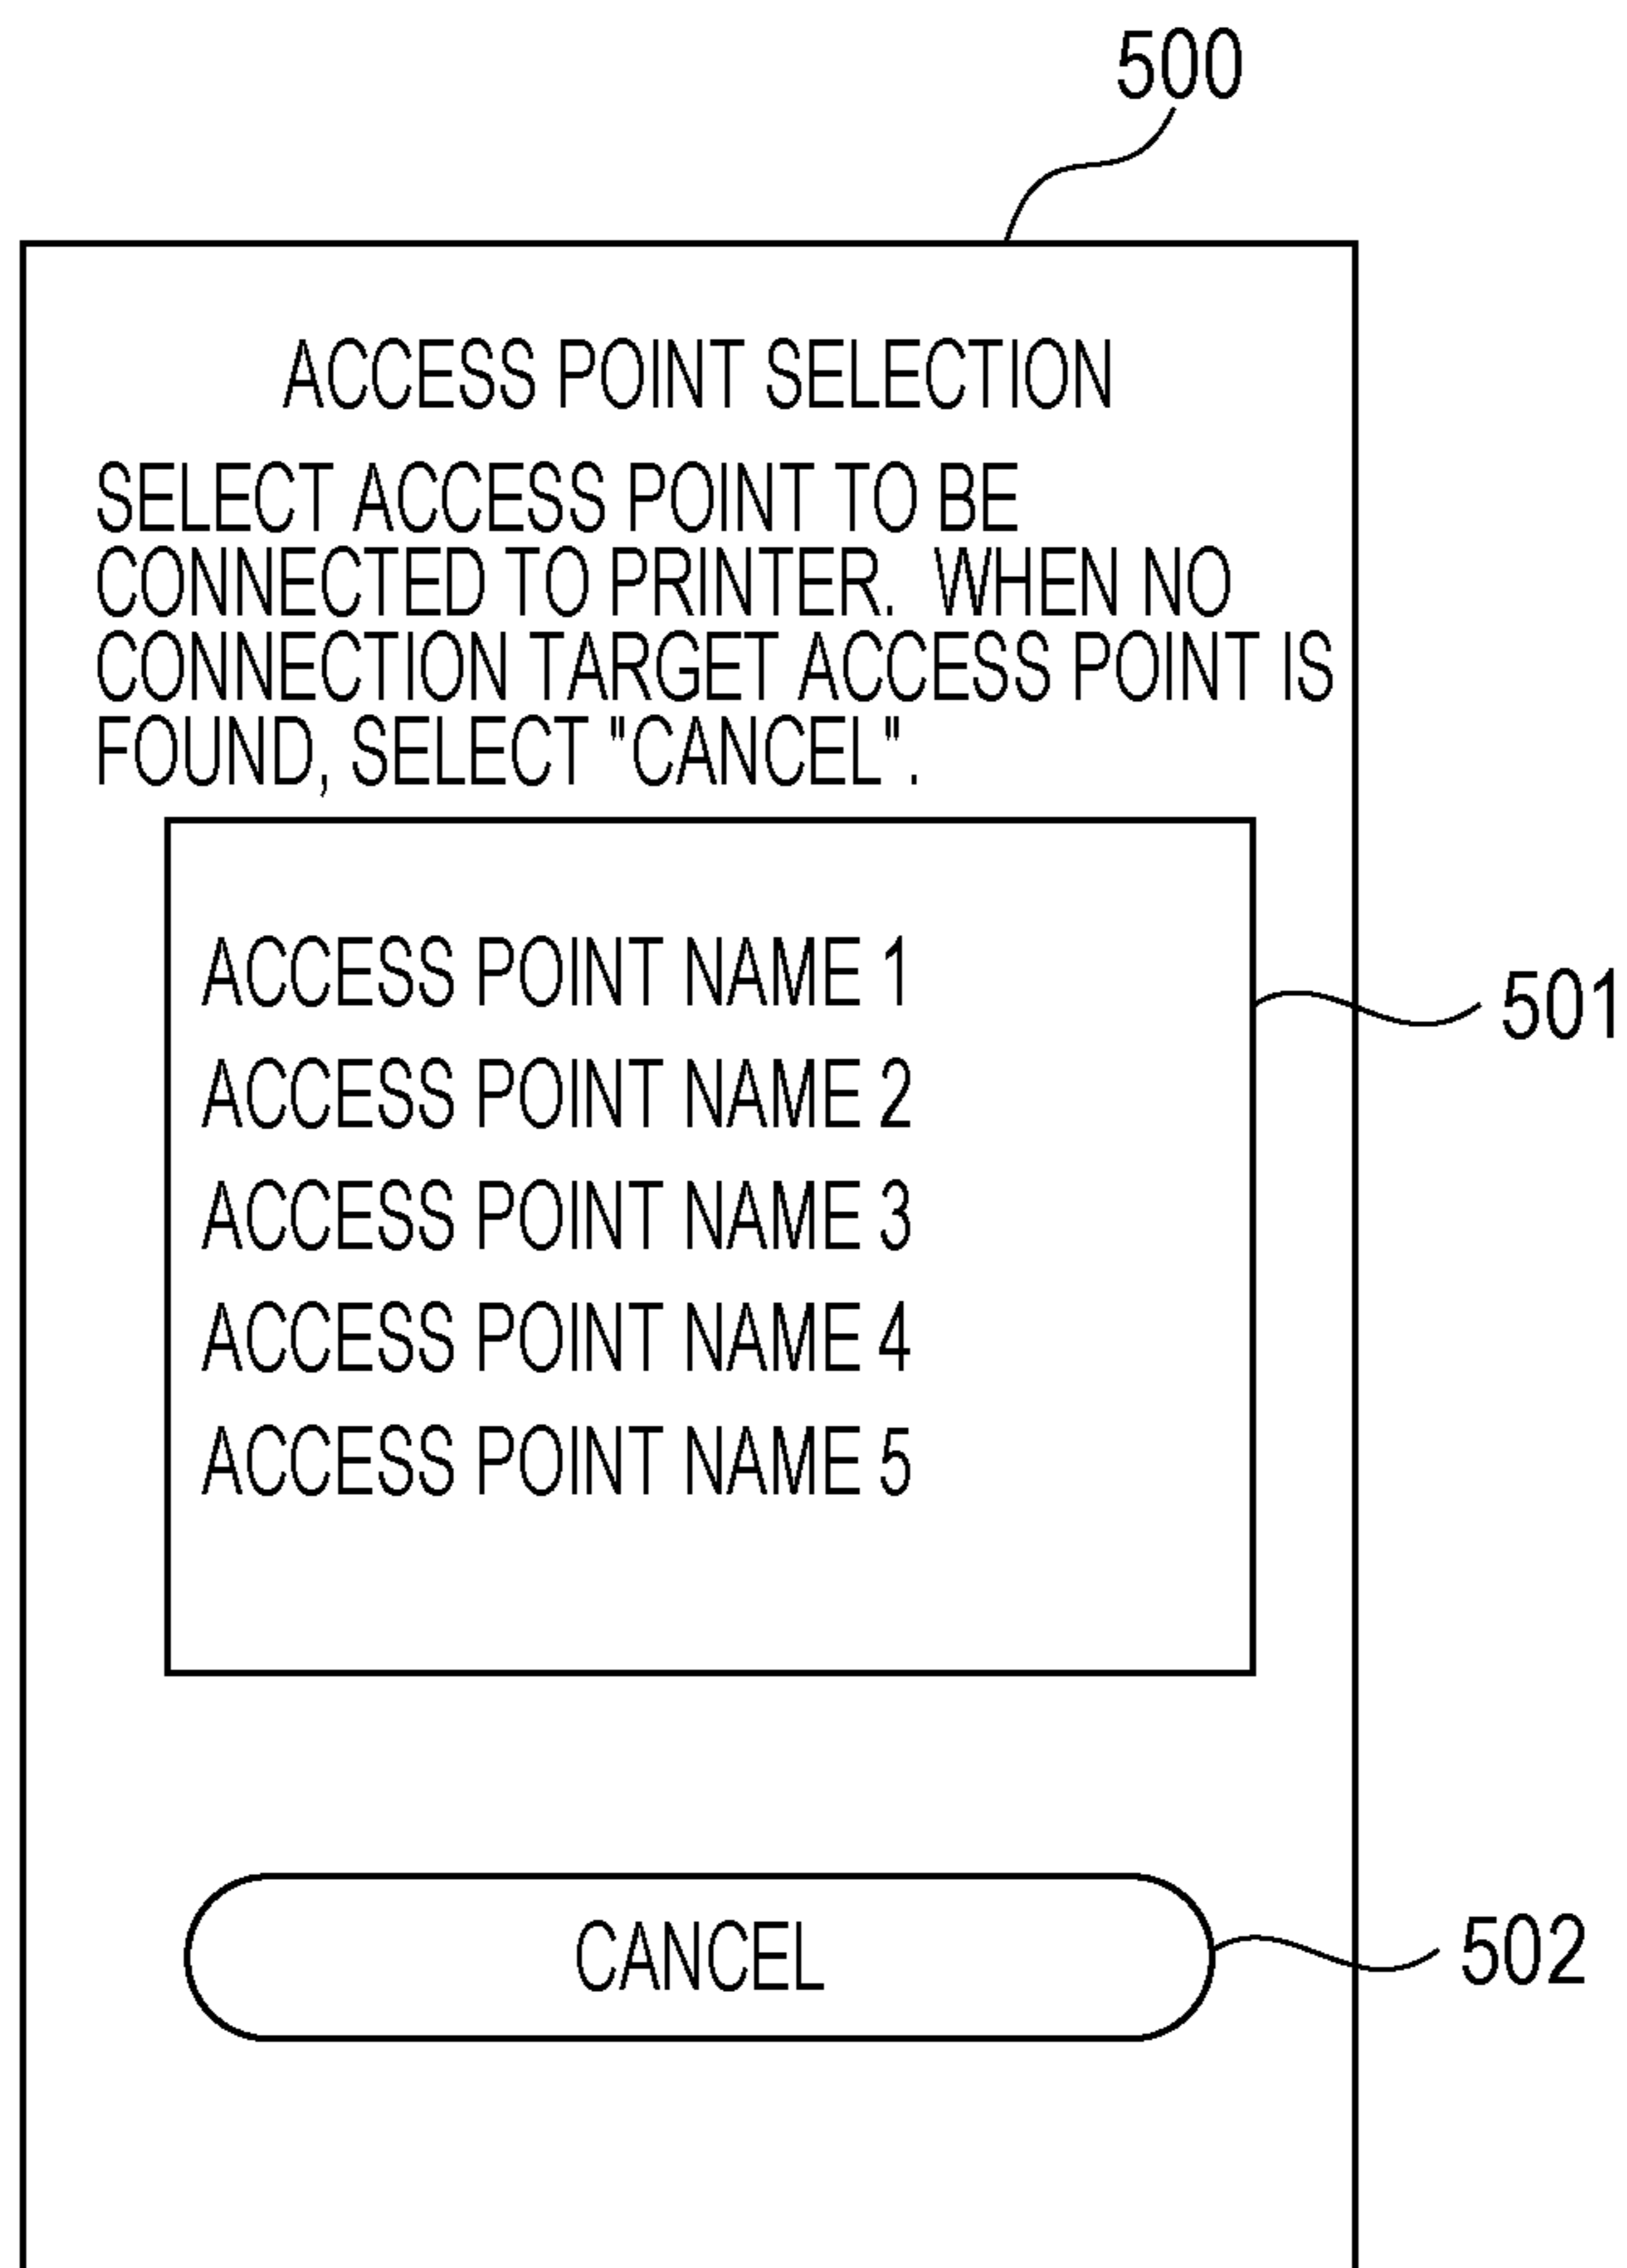 500
ACCESS POINT SELECTION
SELECT ACCESS POINT TO BE
CONNECTED TO PRINTER. WHEN NO
CONNECTION TARGET ACCESS POINT IS
FOUND, SELECT "CANCEL".
ACCESS POINT NAME 1
501
ACCESS POINT NAME 2
ACCESS POINT NAME 3
ACCESS POINT NAME 4
ACCESS POINT NAME 5
CANCEL
502